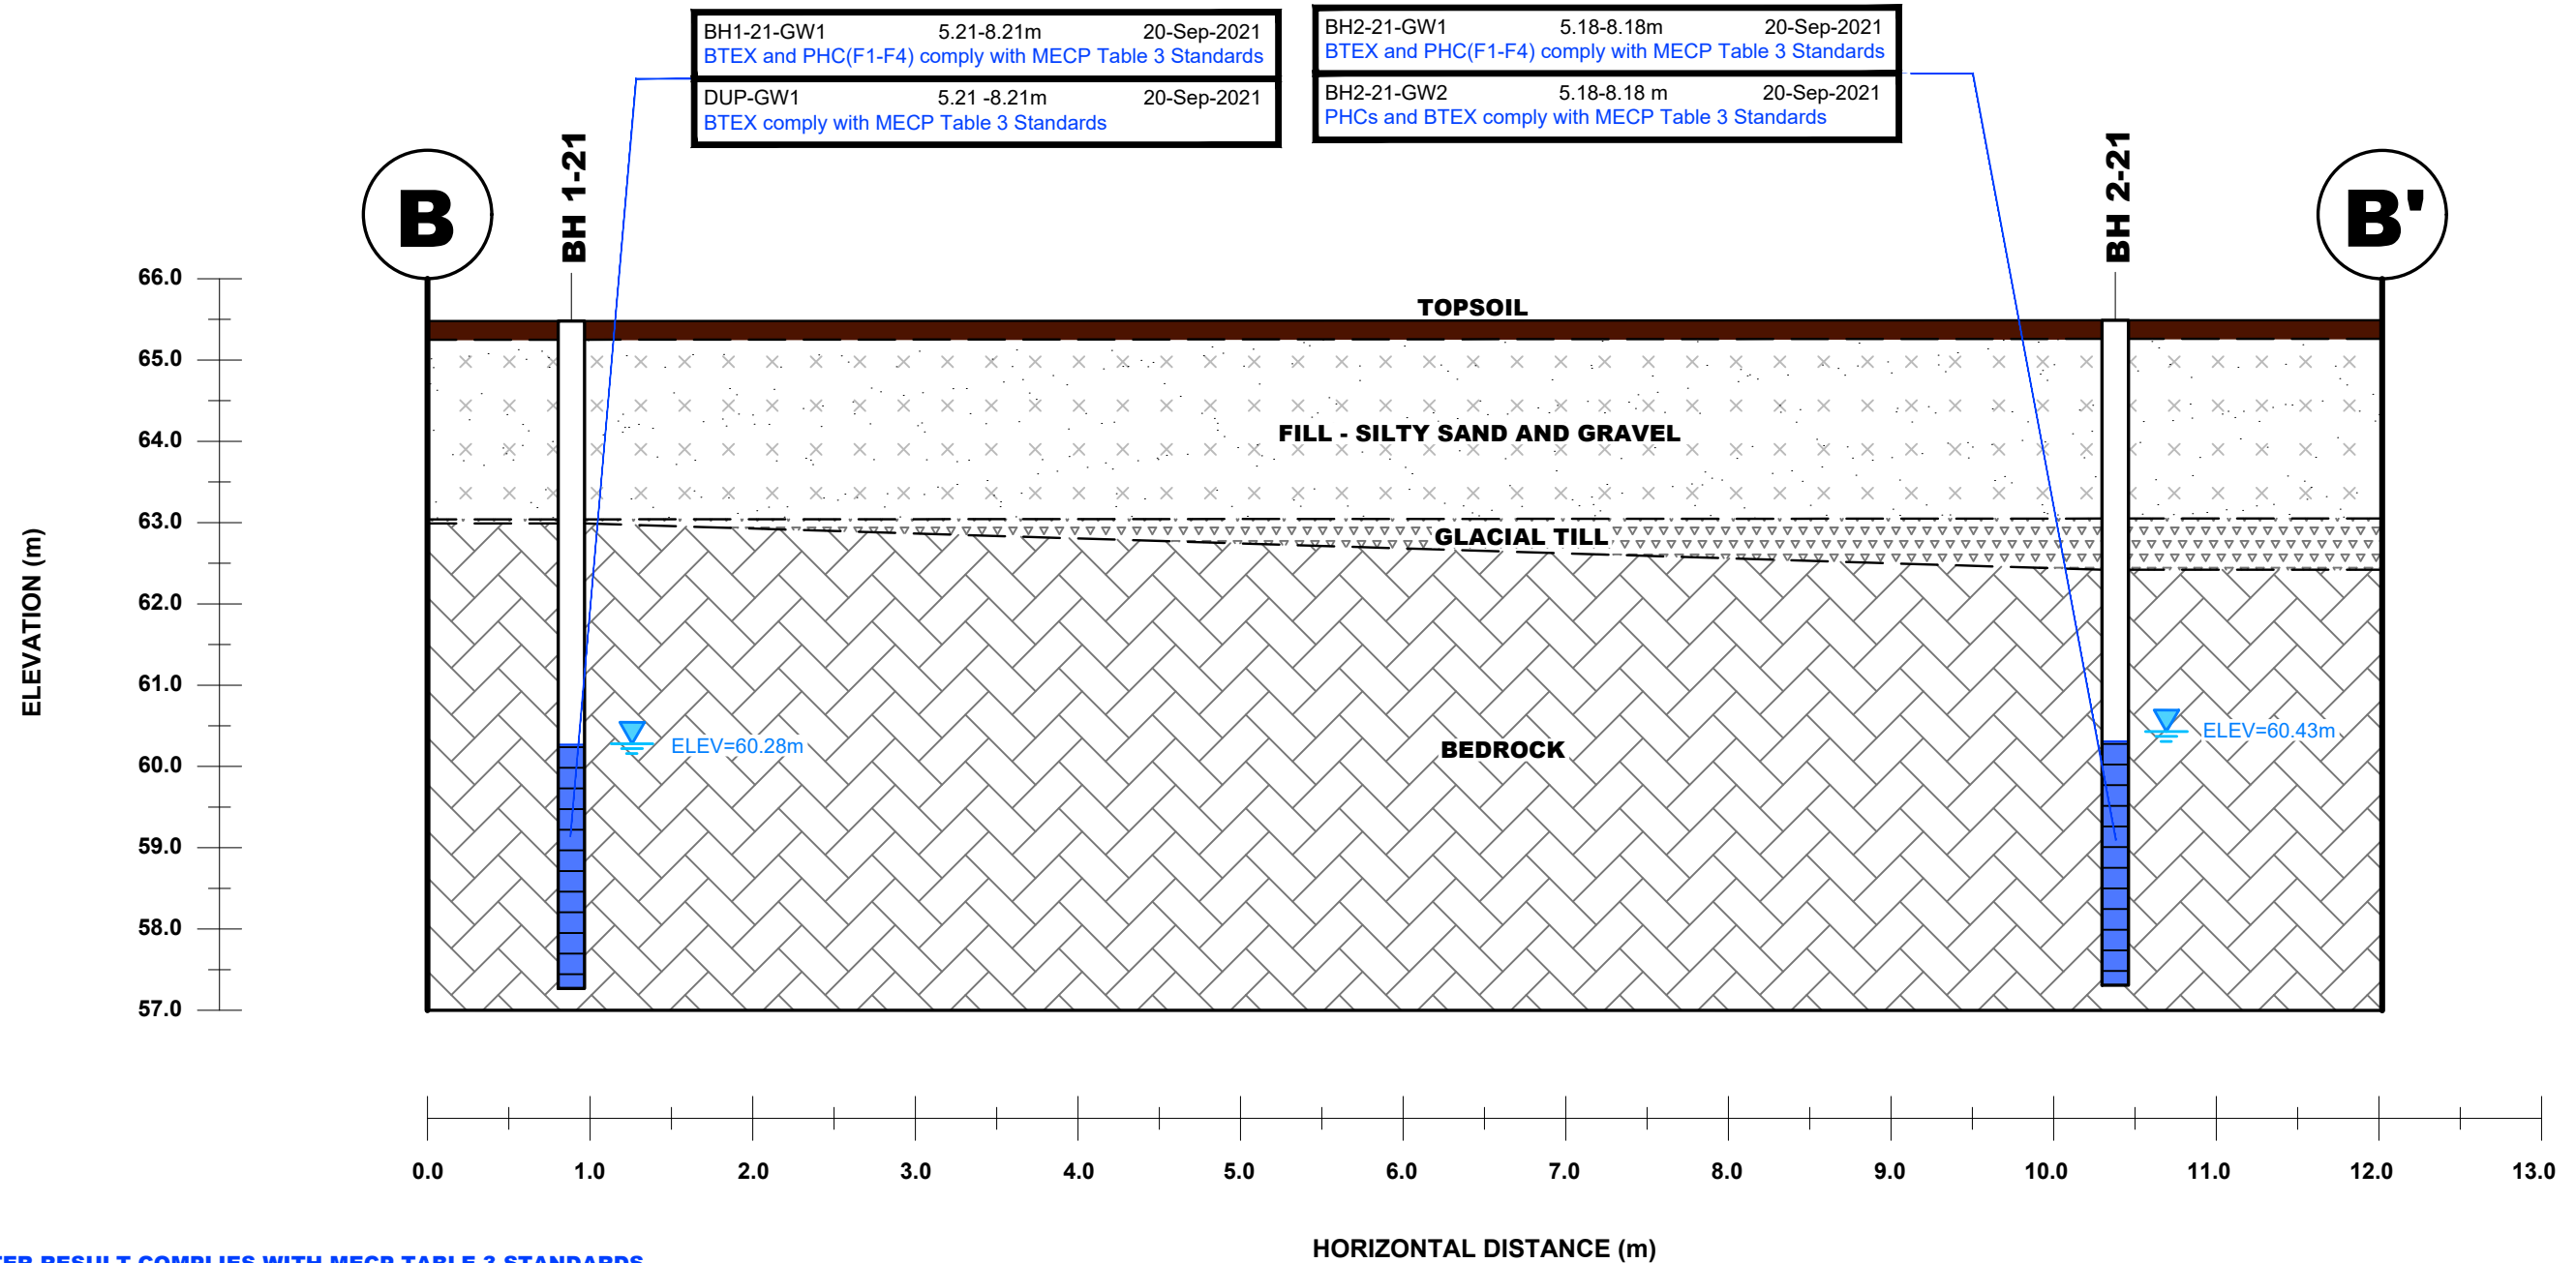 BH1-21-GW1 5.21-8.21m 20-Sep-2021
BTEX and PHC(F1-F4) comply with MECP Table 3 Standards
DUP-GW1 5.21 -8.21m 20-Sep-2021
BTEX comply with MECP Table 3 Standards
BH2-21-GW1 5.18-8.18m 20-Sep-2021
BTEX and PHC(F1-F4) comply with MECP Table 3 Standards
BH2-21-GW2 5.18-8.18 m 20-Sep-2021
PHCs and BTEX comply with MECP Table 3 Standards
B
BH 1-21
BH 2-21
B'
66.0
65.0
64.0
63.0
62.0
61.0
60.0
59.0
58.0
57.0
ELEVATION (m)
TOPSOIL
FILL - SILTY SAND AND GRAVEL
GLACIAL TILL
BEDROCK
ELEV=60.28m
ELEV=60.43m
0.0 1.0 2.0 3.0 4.0 5.0 6.0 7.0 8.0 9.0 10.0 11.0 12.0 13.0
HORIZONTAL DISTANCE (m)
RESULT COMPLIES WITH MECP TABLE 3 STANDARDS